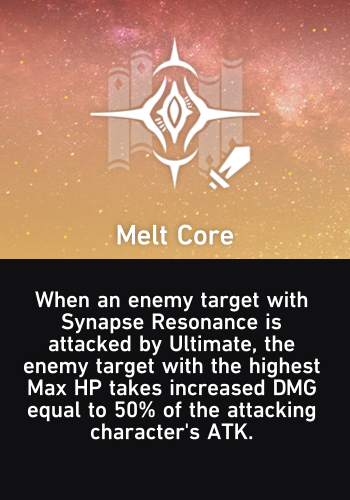 Melt Core
When an enemy target with
Synapse Resonance is
attacked by Ultimate, the
enemy target with the highest
Max HP takes increased DMG
equal to 50% of the attacking
character's ATK.